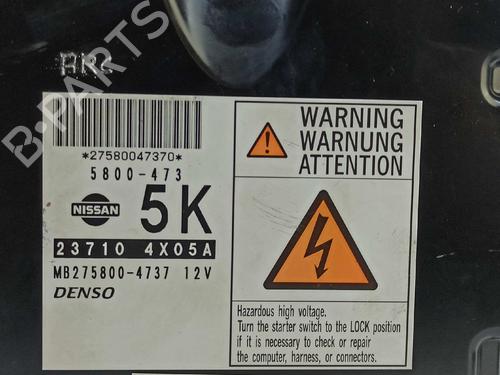 B-PARTS
*27580047370*
5800-473
NISSAN
5K
23710 4X05A
MB275800-4737 12V
DENSO
WARNING
WARNUNG
ATTENTION
Hazardous high voltage.
Turn the starter switch to the LOCK position
if it is necessary to check or repair
the computer, harness, or connectors.